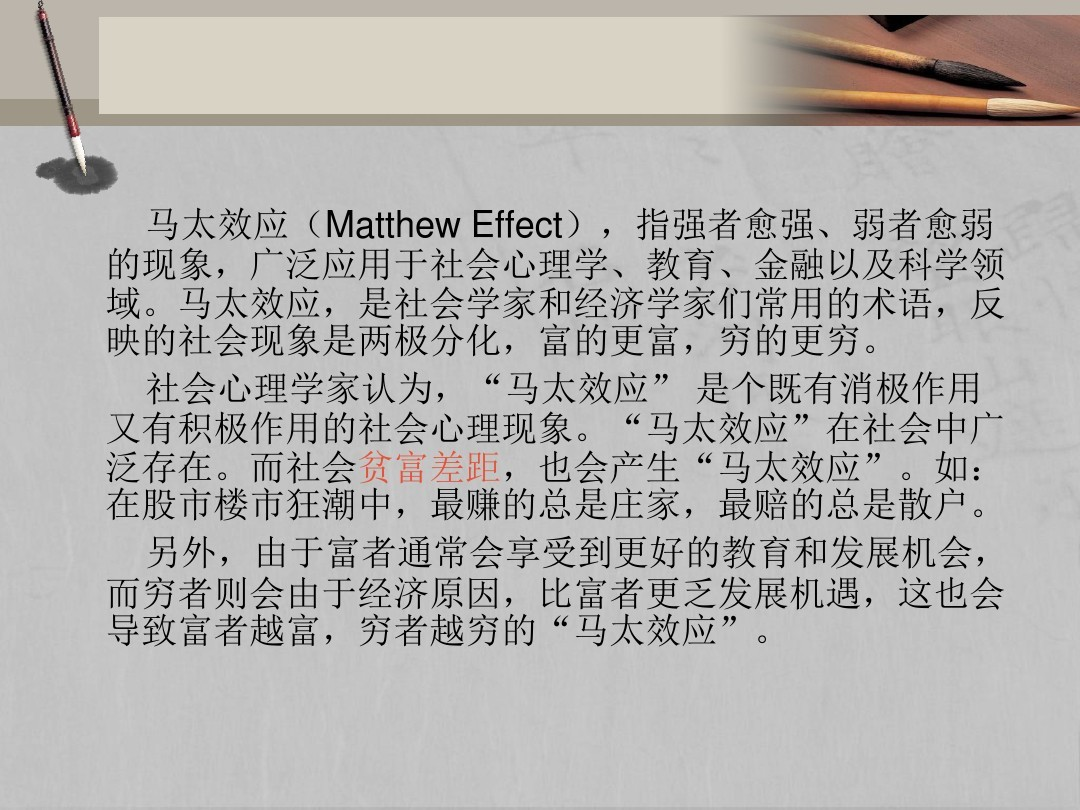 马太效应（Matthew Effect），指强者愈强、弱者愈弱
的现象，广泛应用于社会心理学、教育、金融以及科学领
域。马太效应，是社会学家和经济学家们常用的术语，反
映的社会现象是两极分化，富的更富，穷的更穷。
社会心理学家认为，“马太效应” 是个既有消极作用
又有积极作用的社会心理现象。“马太效应”在社会中广
泛存在。而社会贫富差距，也会产生“马太效应”。如：
在股市楼市狂潮中，最赚的总是庄家，最赔的总是散户。
另外，由于富者通常会享受到更好的教育和发展机会，
而穷者则会由于经济原因，比富者更乏发展机遇，这也会
导致富者越富，穷者越穷的“马太效应”。